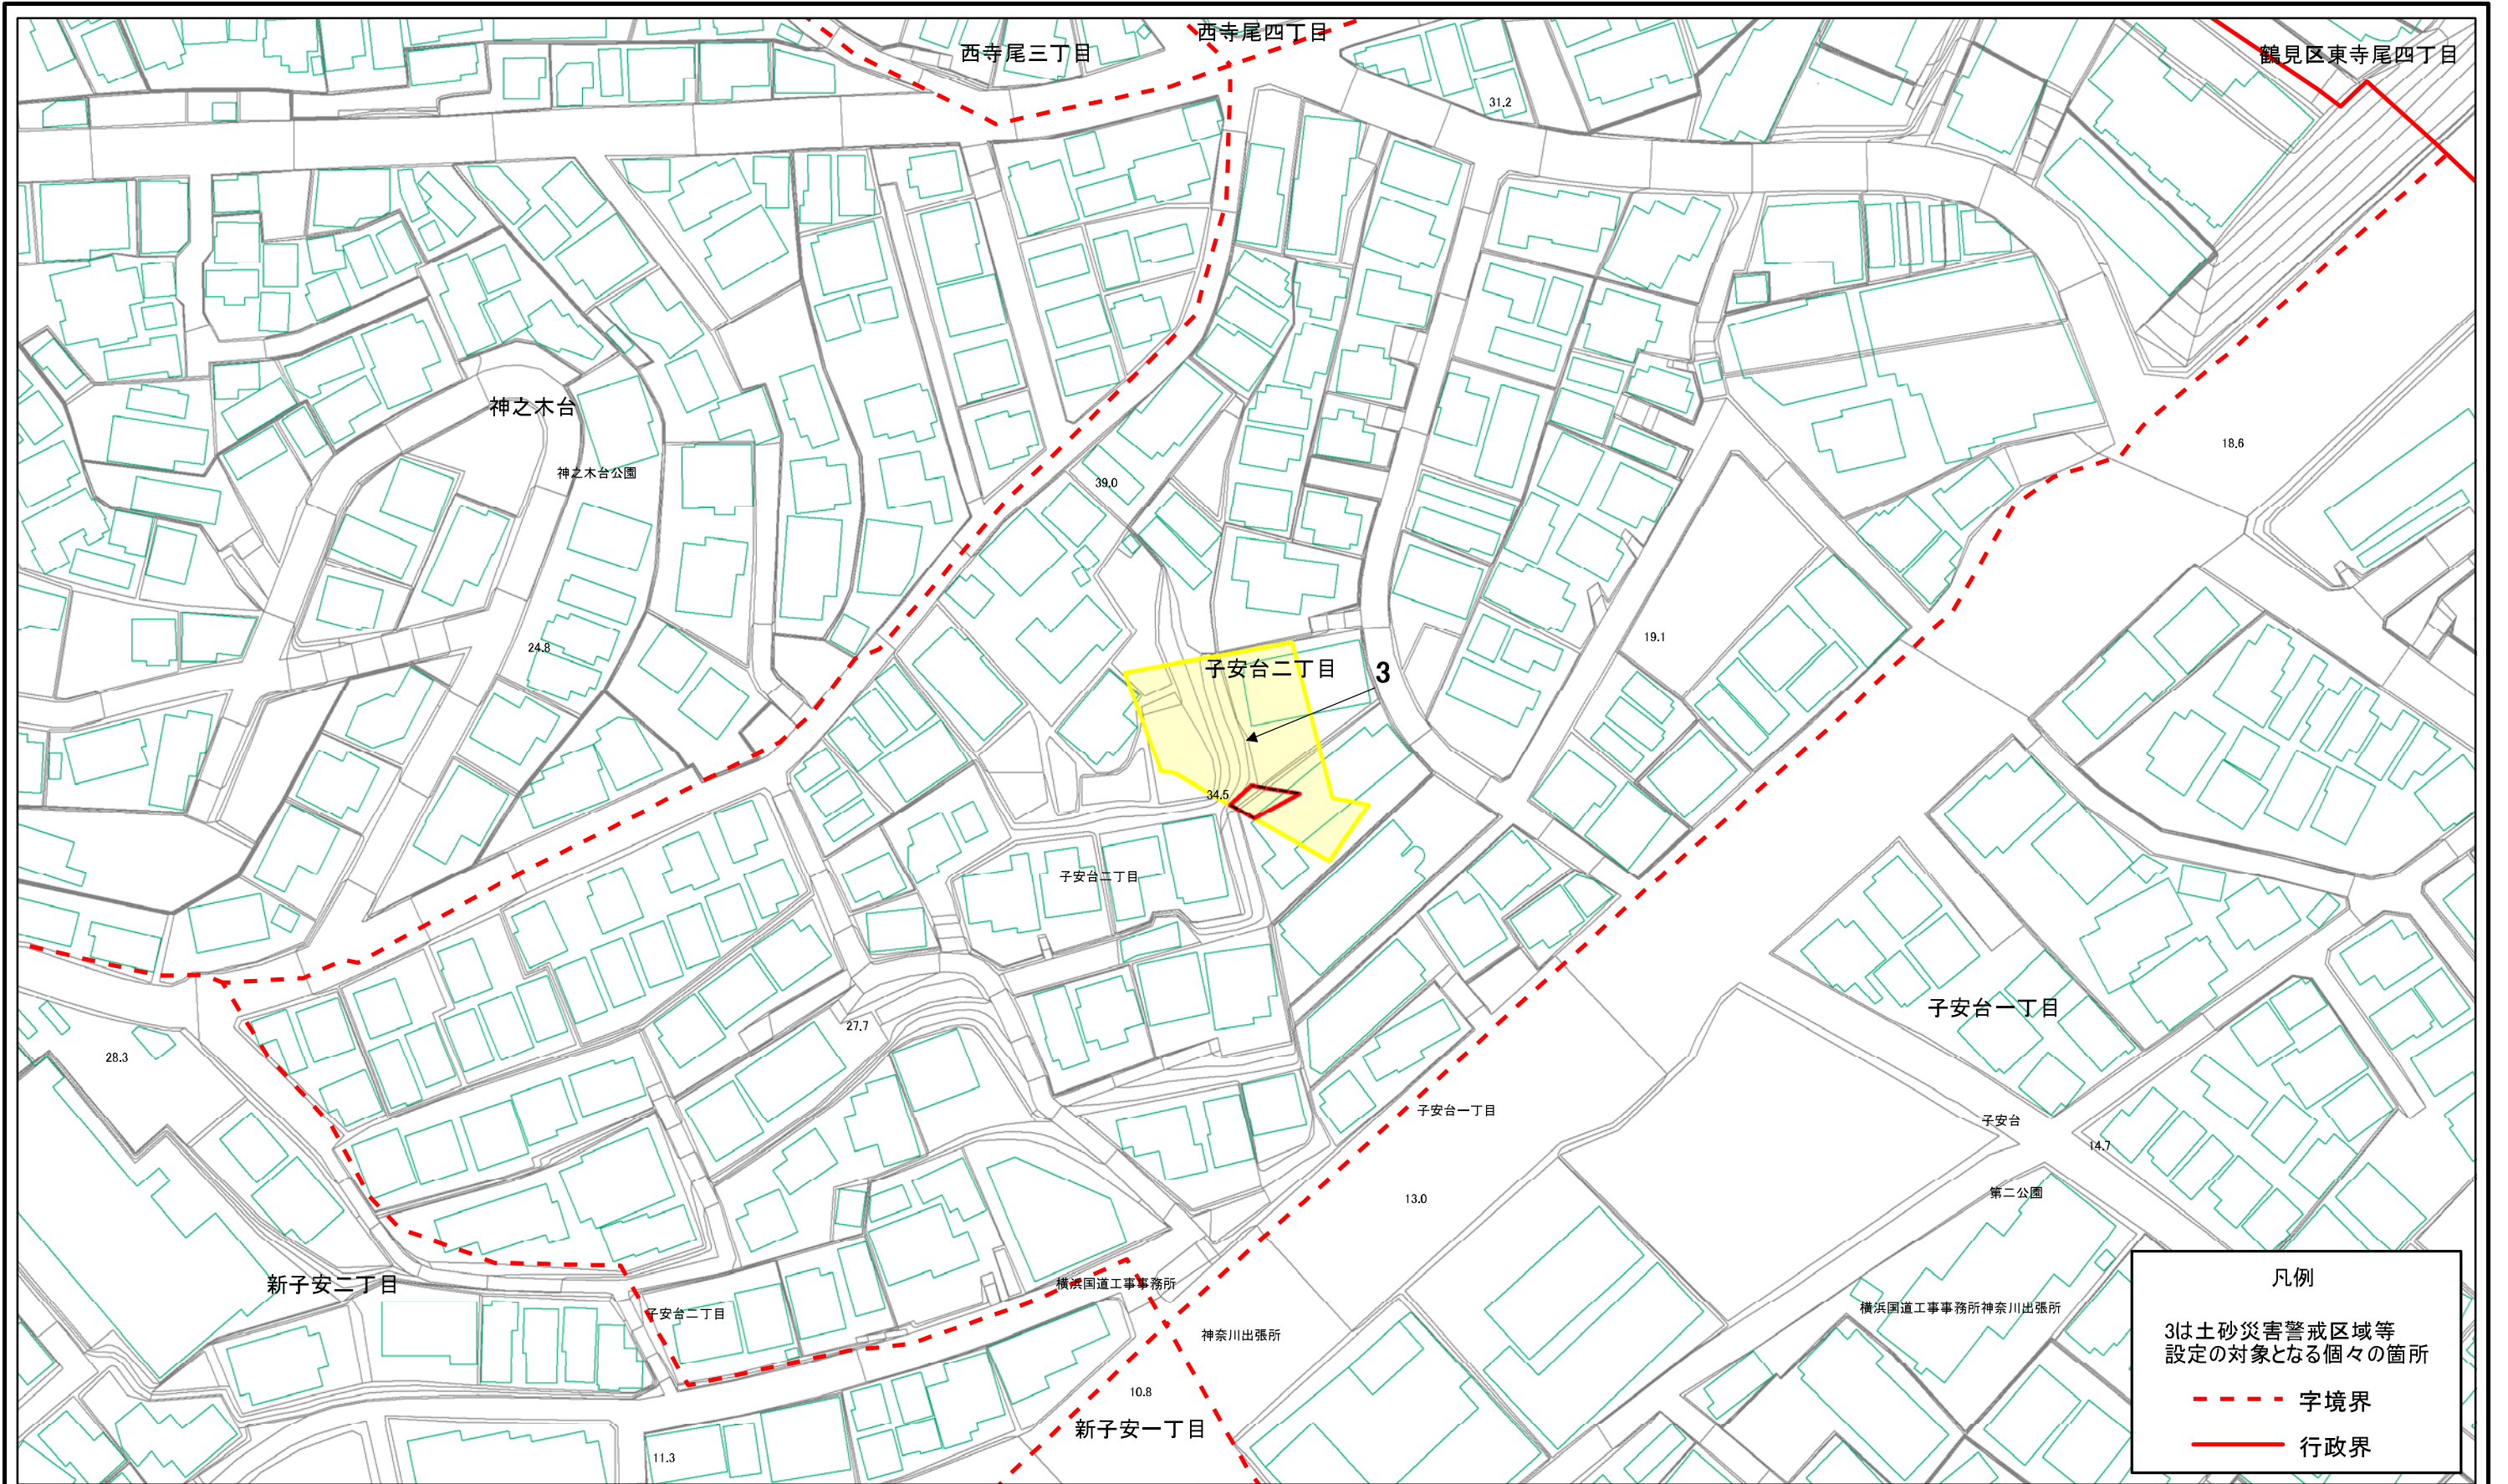 西寺尾三丁目
西寺尾四丁目
鶴見区東寺尾四丁目
31.2
神之木台
神之木台公園
39.0
18.6
24.8
19.1
子安台二丁目
3
34.5
子安台二丁目
子安台一丁目
27.7
28.3
子安台一丁目
子安台
14.7
13.0
第二公園
新子安二丁目
横浜国道工事事務所
子安台二丁目
神奈川出張所
横浜国道工事事務所神奈川出張所
10.8
新子安一丁目
11.3
凡例
3は土砂災害警戒区域等
設定の対象となる個々の箇所
字境界
行政界